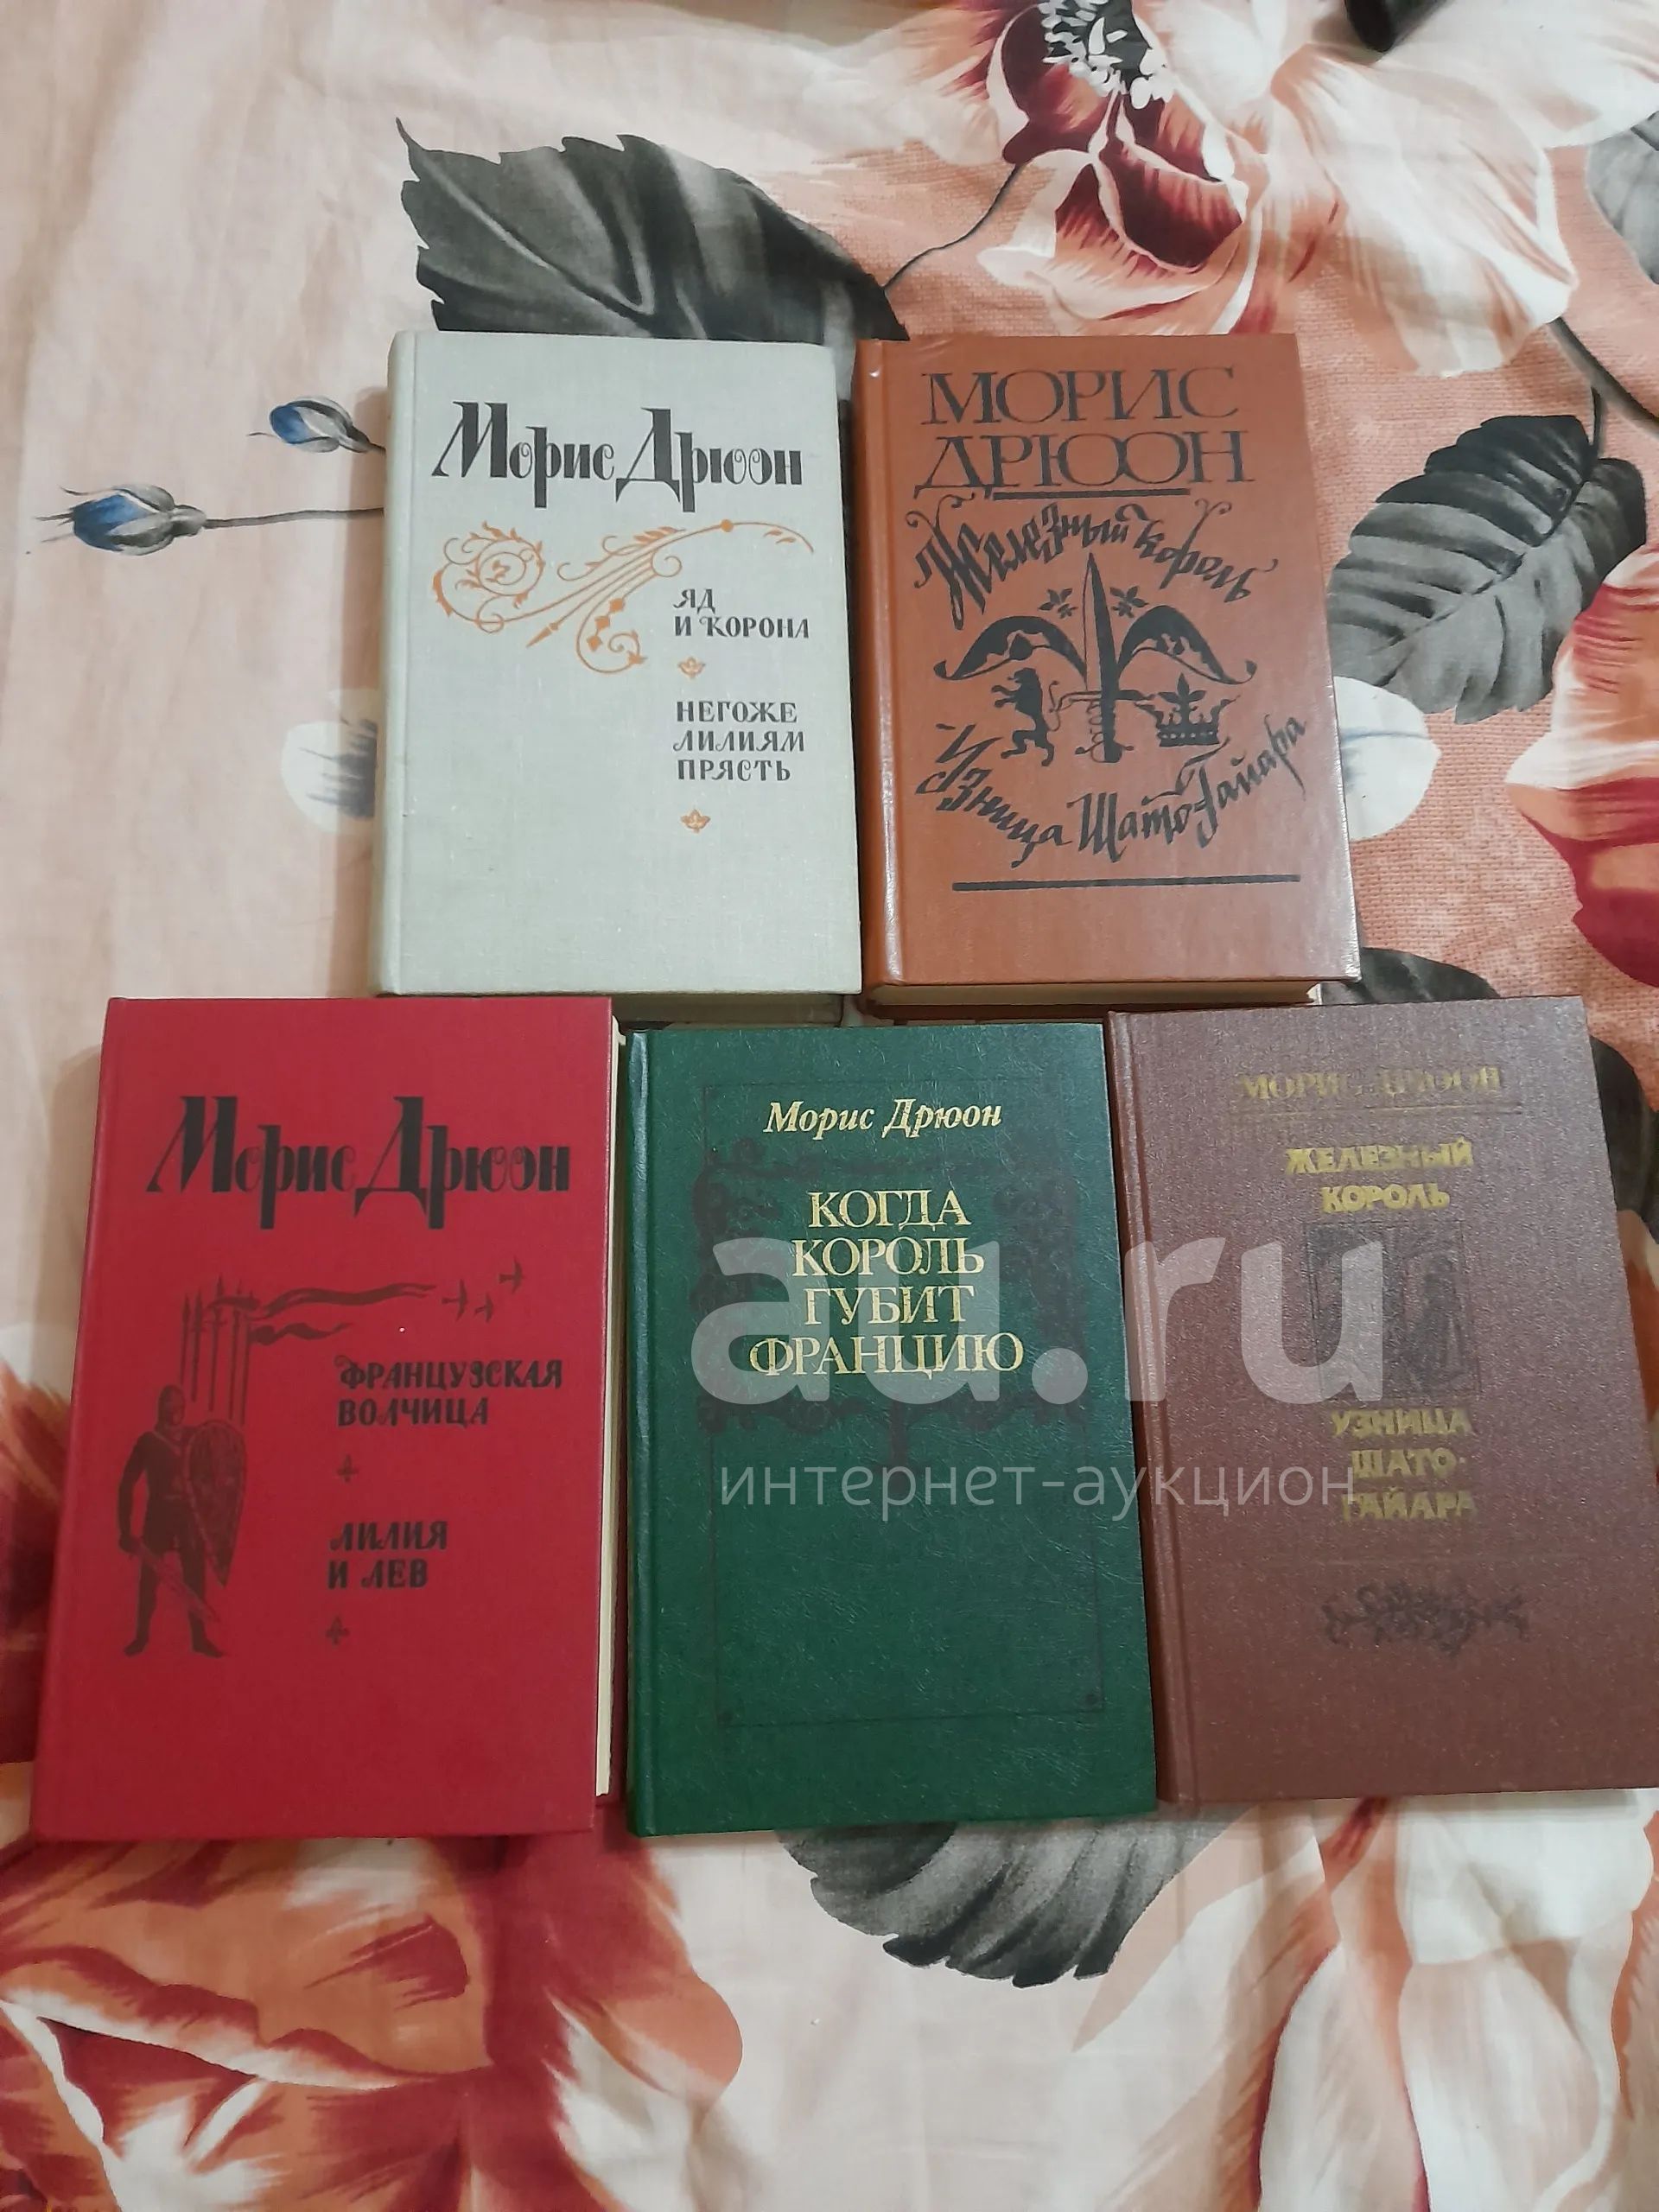 Морис Дрюон
ЯД
И КОРОНА
НЕГОЖЕ
ЛИЛИЯМ
ПРЯСТЬ
МОРИС
ДРЮОН
Железный король
Узница Шато-Гайара
Морис Дрюон
ФРАНЦУЗСКАЯ
ВОЛЧИЦА
ЛИЛИЯ
И ЛЕВ
Морис Дрюон
КОГДА
КОРОЛЬ
ГУБИТ
ФРАНЦИЮ
МОРИС ДРЮОН
ЖЕЛЕЗНЫЙ
КОРОЛЬ
УЗНИЦА
ШАТО-
ГАЙАРА
au.ru
интернет-аукцион